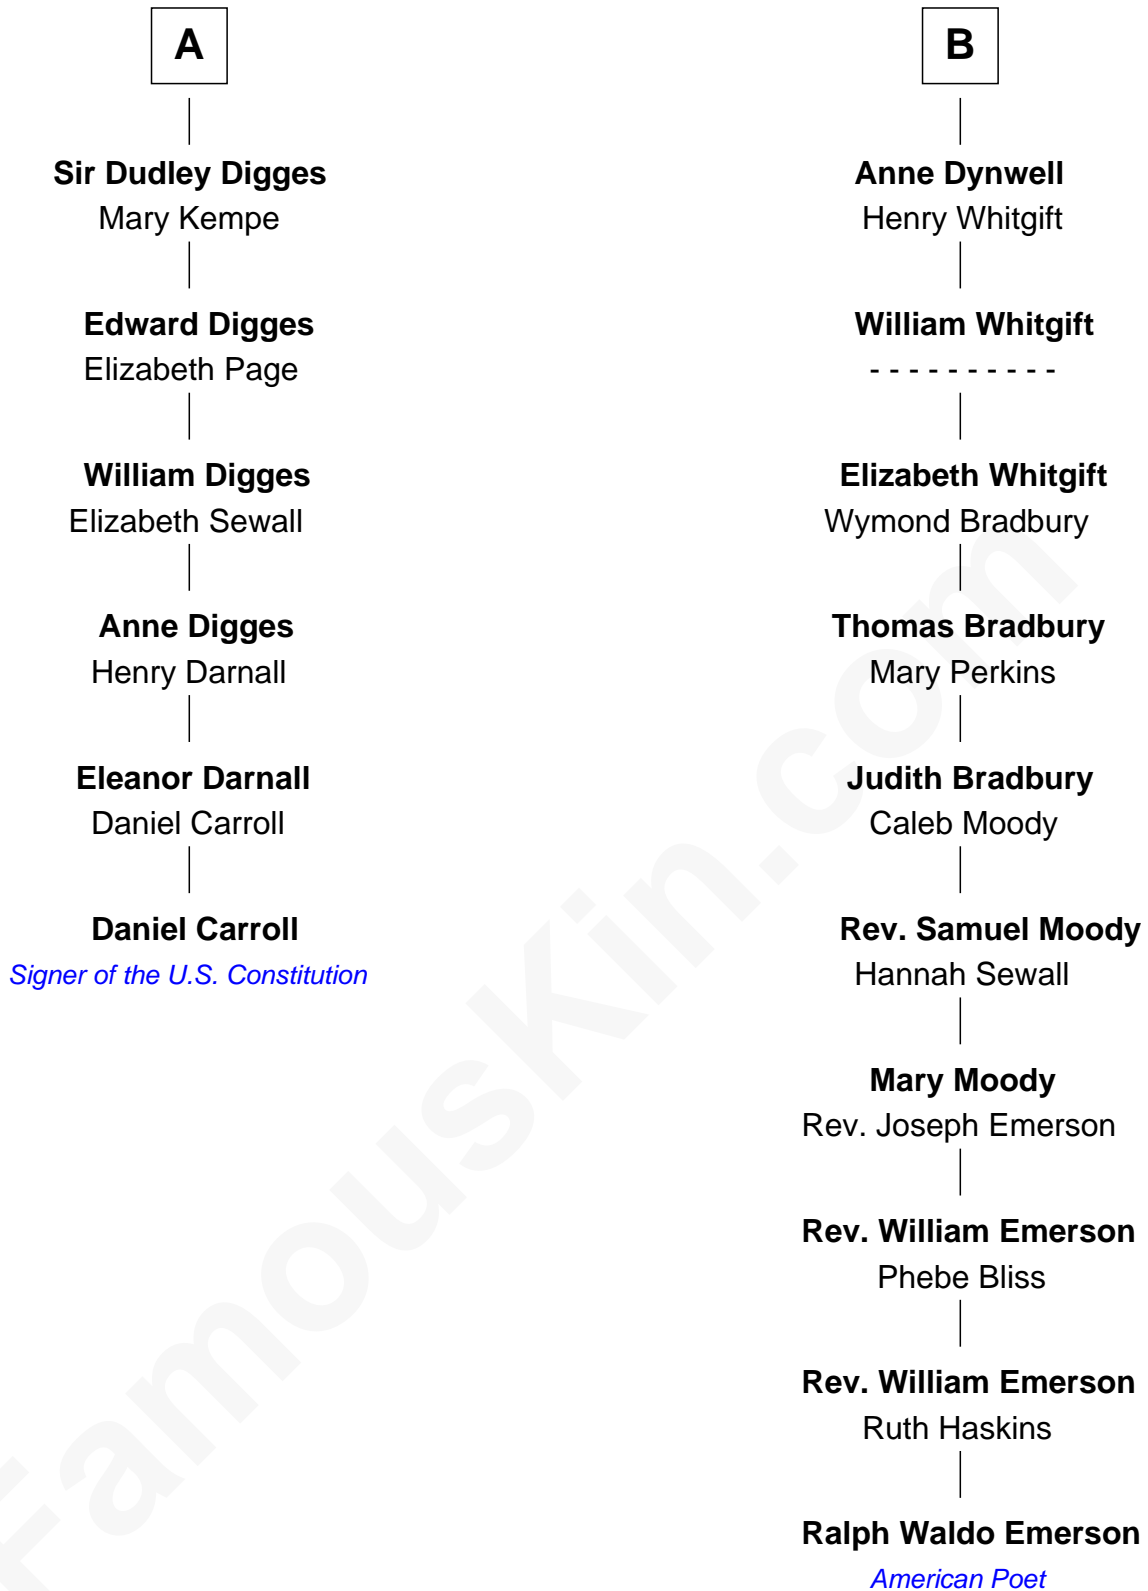 A
Sir Dudley Digges
Mary Kempe
Edward Digges
Elizabeth Page
William Digges
Elizabeth Sewall
Anne Digges
Henry Darnall
Eleanor Darnall
Daniel Carroll
Daniel Carroll
Signer of the U.S. Constitution
B
Anne Dynwell
Henry Whitgift
William Whitgift
- - - - - - - - - -
Elizabeth Whitgift
Wymond Bradbury
Thomas Bradbury
Mary Perkins
Judith Bradbury
Caleb Moody
Rev. Samuel Moody
Hannah Sewall
Mary Moody
Rev. Joseph Emerson
Rev. William Emerson
Phebe Bliss
Rev. William Emerson
Ruth Haskins
Ralph Waldo Emerson
American Poet
FamousKin.com